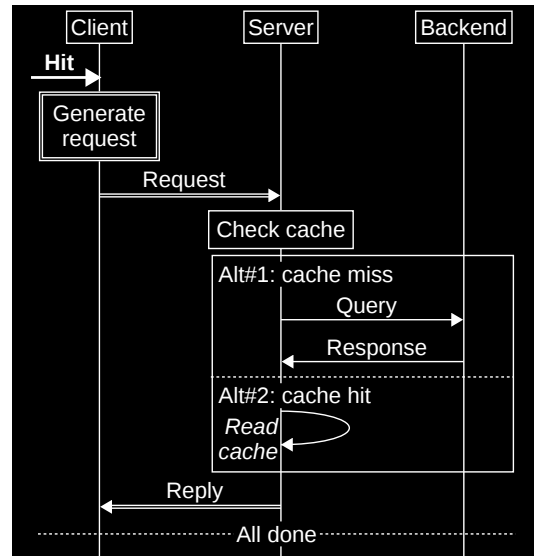 Client
Server
Backend
Hit
Generate
request
Request
Check cache
Alt#1: cache miss
Query
Response
Alt#2: cache hit
Read
cache
Reply
All done